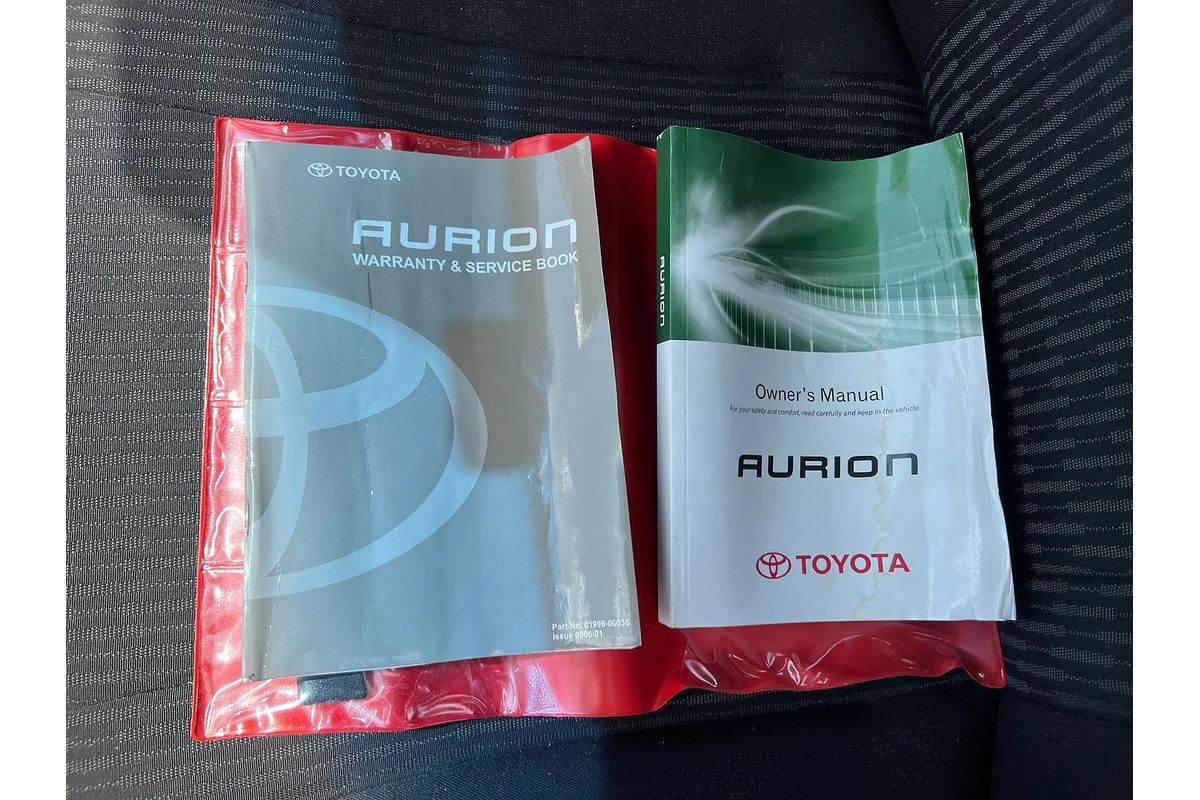 TOYOTA
AURION
WARRANTY & SERVICE BOOK
Part No. 01999-06036
Issue 0906-01
AURION
Owner's Manual
For your safety and comfort, read carefully and keep in the vehicle.
AURION
TOYOTA